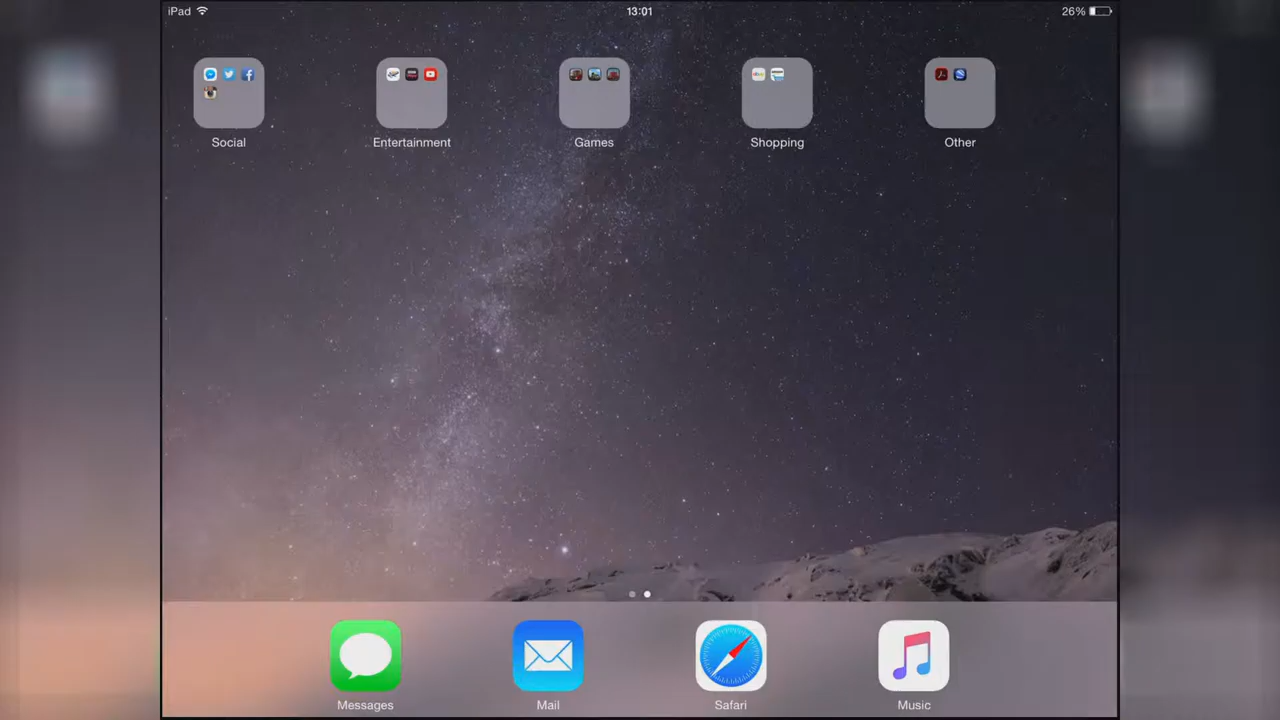 iPad 13:01 26%
Social Entertainment Games Shopping Other
Messages Mail Safari Music